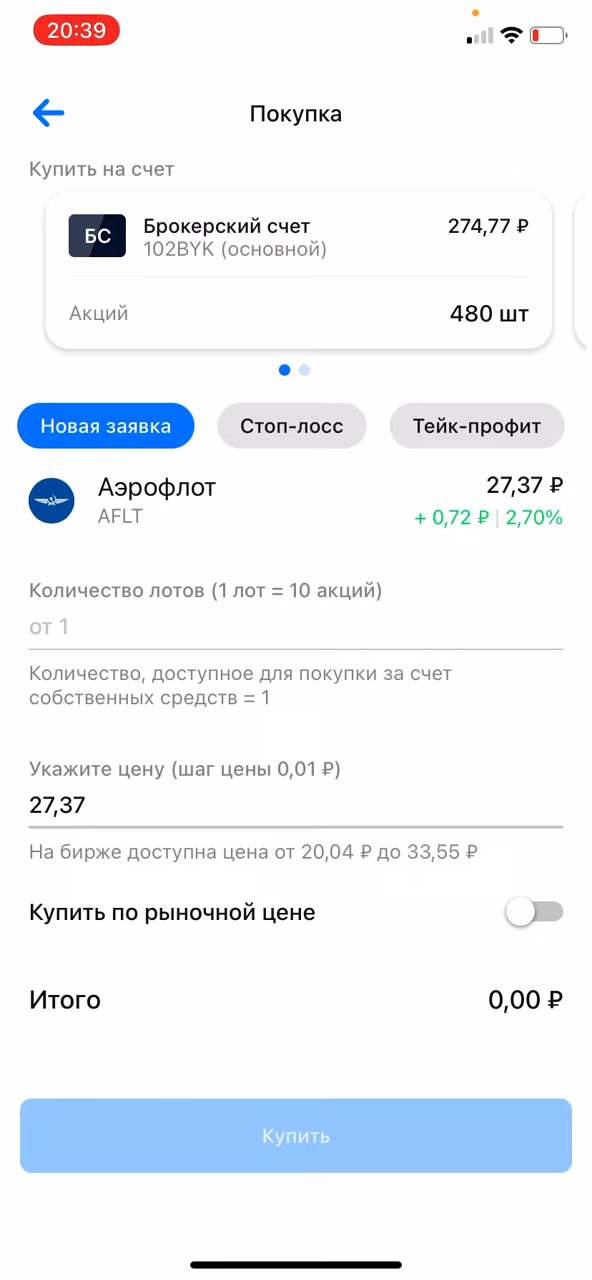 20:39
Покупка
Купить на счет
БС
Брокерский счет
274,77 ₽
102BYK (основной)
Акций
480 шт
Новая заявка
Стоп-лосс
Тейк-профит
Аэрофлот
27,37 ₽
AFLT
+ 0,72 ₽ | 2,70%
Количество лотов (1 лот = 10 акций)
от 1
Количество, доступное для покупки за счет
собственных средств = 1
Укажите цену (шаг цены 0,01 ₽)
27,37
На бирже доступна цена от 20,04 ₽ до 33,55 ₽
Купить по рыночной цене
Итого
0,00 ₽
Купить